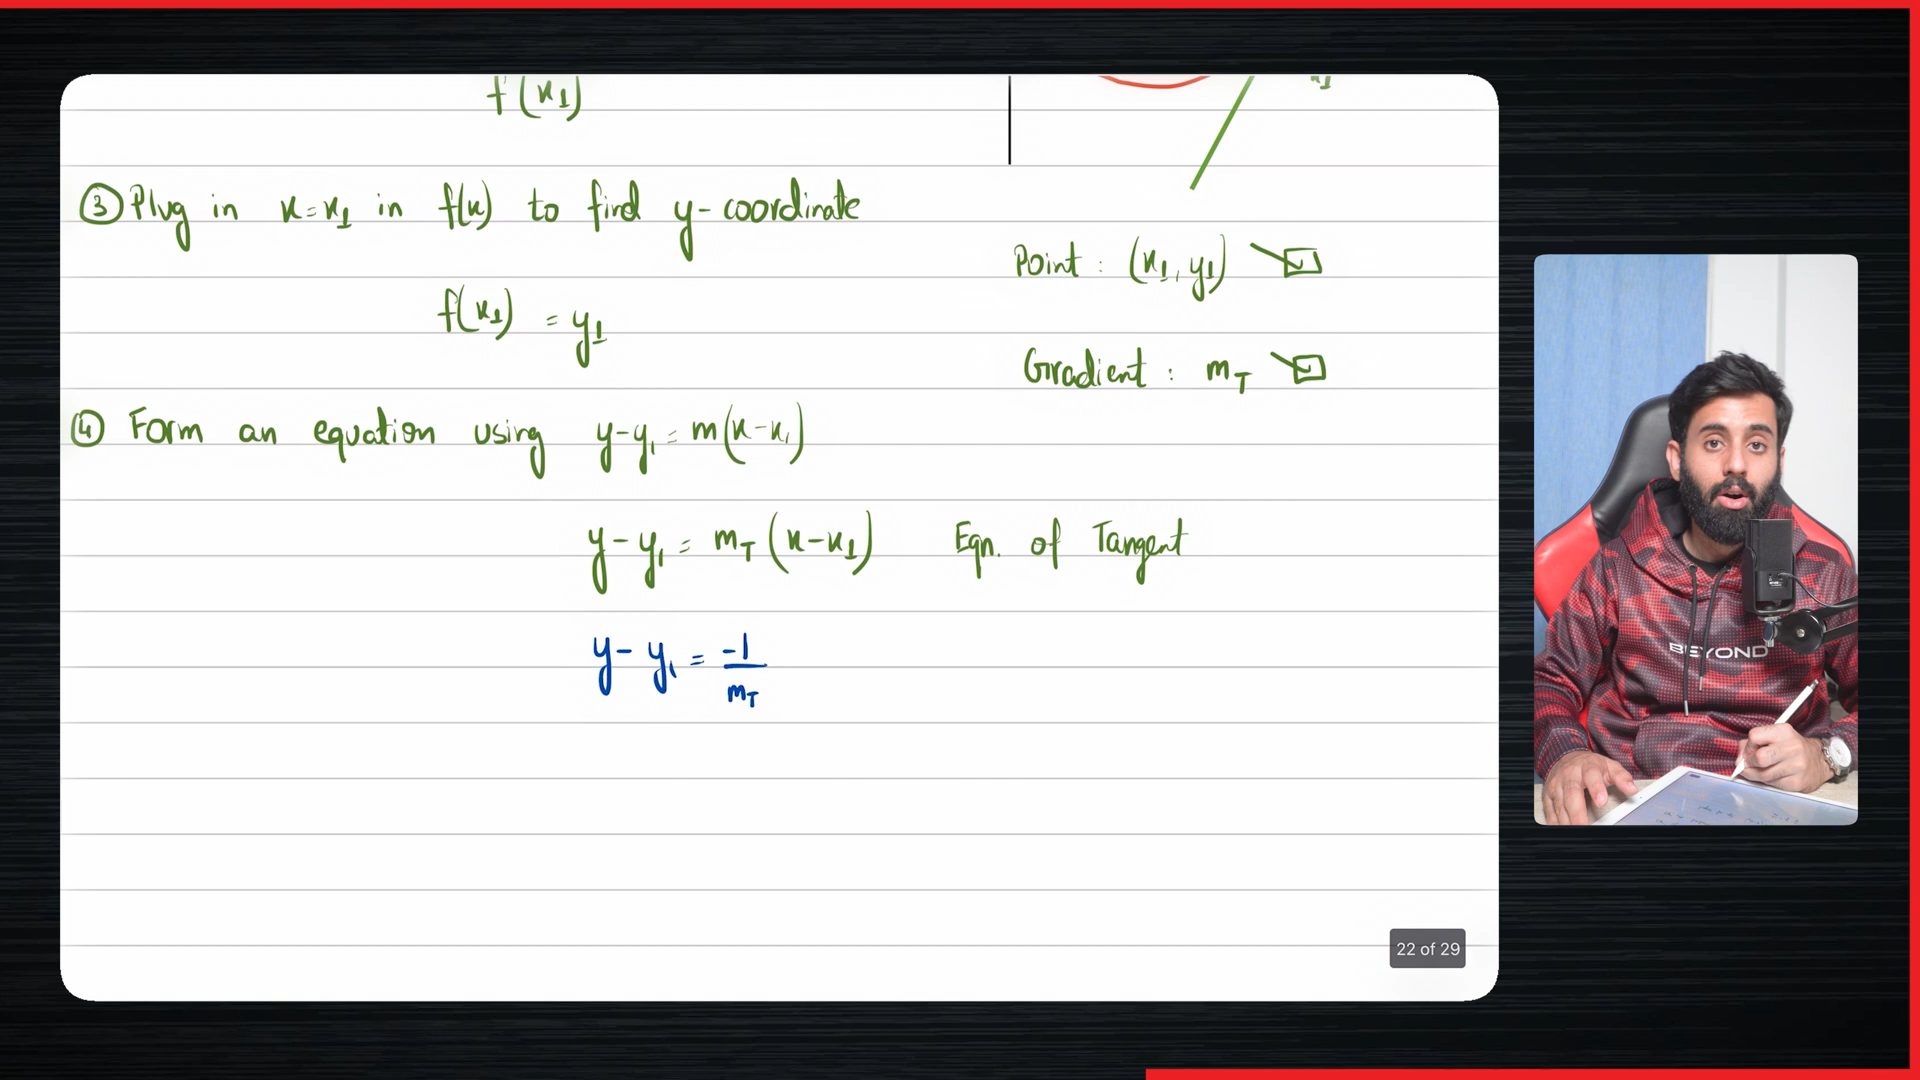 f'(x₁)
x₁
③ Plug in x=x₁ in f(x) to find y-coordinate
Point : (x₁, y₁)
f(x₁) = y₁
Gradient : m_T
④ Form an equation using y-y₁ = m(x-x₁)
y-y₁ = m_T (x-x₁) Eqn. of Tangent
y-y₁ = -1/m_T
BEYOND
22 of 29